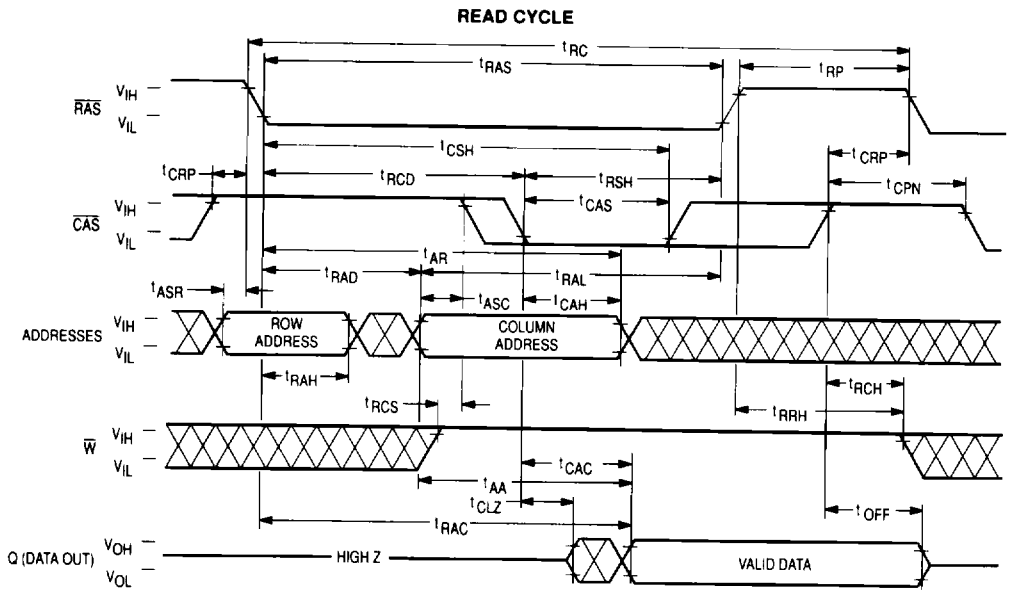 READ CYCLE
tRC
tRAS
tRP
RAS
VIH
VIL
tCSH
tCRP
tCRP
tRCD
tRSH
tCPN
tCAS
CAS
VIH
VIL
tAR
tRAD
tRAL
tASR
tASC
tCAH
ADDRESSES
VIH
VIL
ROW
ADDRESS
COLUMN
ADDRESS
tRAH
tRCH
tRCS
tRRH
W
VIH
VIL
tCAC
tAA
tCLZ
tOFF
tRAC
Q (DATA OUT)
VOH
VOL
HIGH Z
VALID DATA